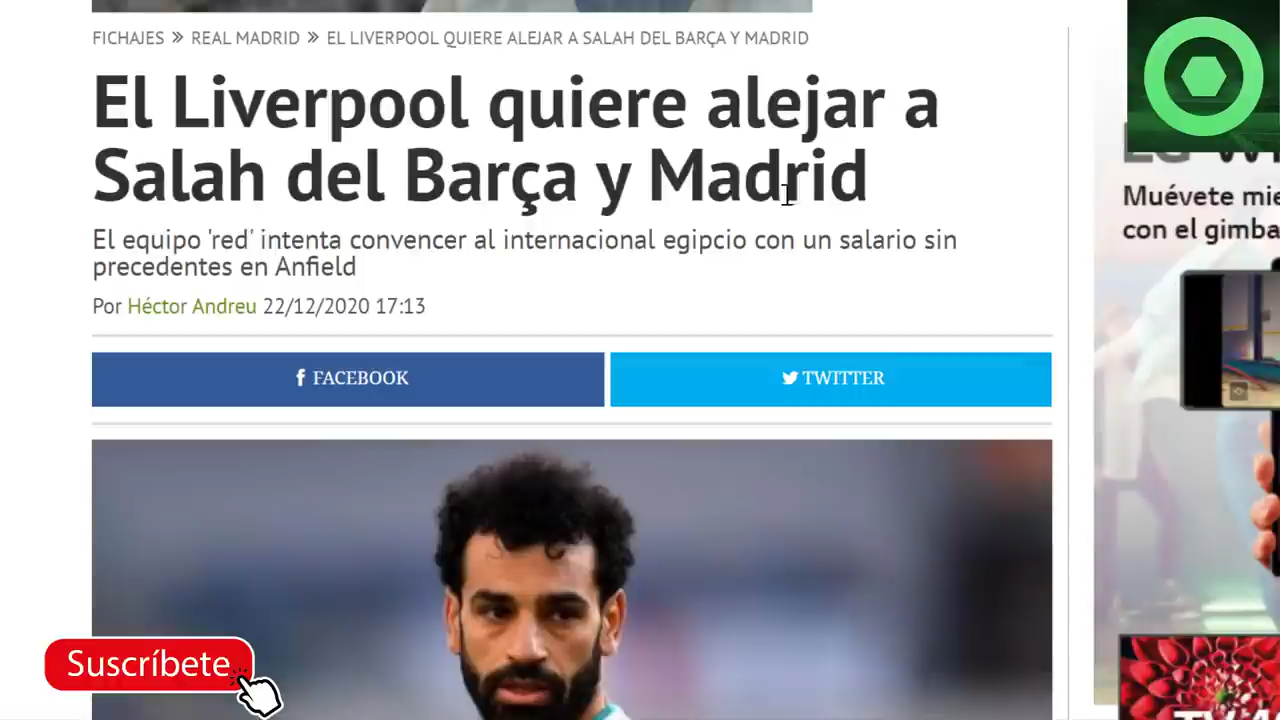 FICHAJES » REAL MADRID » EL LIVERPOOL QUIERE ALEJAR A SALAH DEL BARÇA Y MADRID
El Liverpool quiere alejar a
Salah del Barça y Madrid
El equipo 'red' intenta convencer al internacional egipcio con un salario sin
precedentes en Anfield
Por Héctor Andreu 22/12/2020 17:13
f FACEBOOK
TWITTER
Muévete mie
con el gimba
Suscríbete